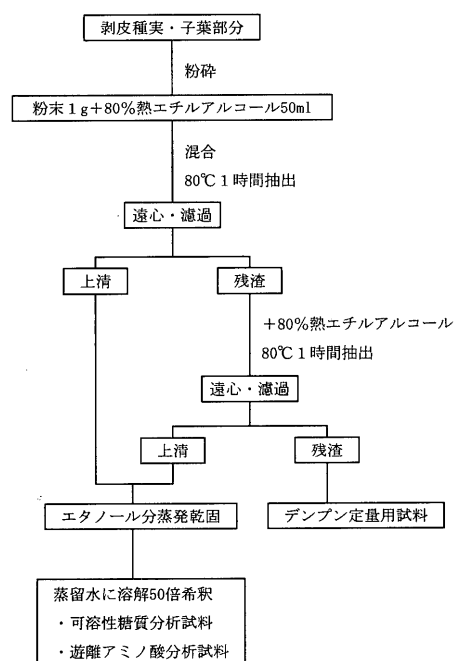 剥皮種実・子葉部分
粉砕
粉末1g+80%熱エチルアルコール50ml
混合
80℃1時間抽出
遠心・濾過
上清
残渣
+80%熱エチルアルコール
80℃1時間抽出
遠心・濾過
上清
残渣
エタノール分蒸発乾固
デンプン定量用試料
蒸留水に溶解50倍希釈
・可溶性糖質分析試料
・遊離アミノ酸分析試料